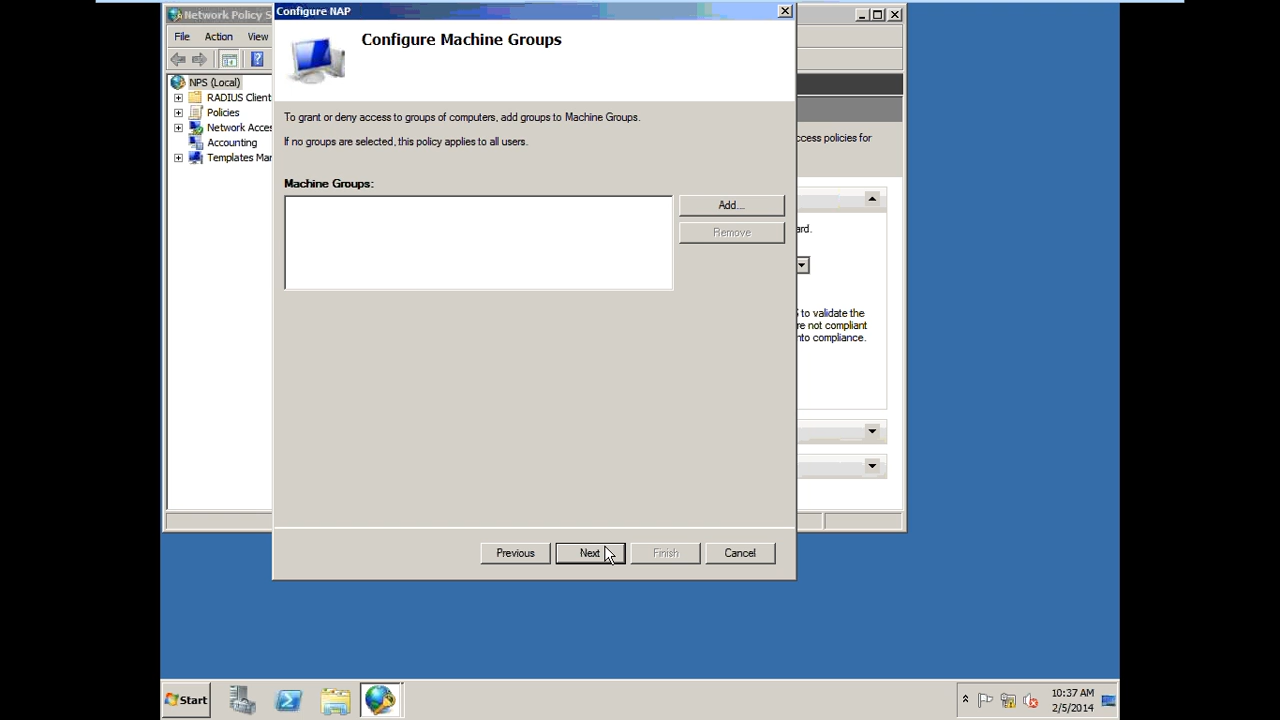 Network Policy S
Configure NAP
File Action View
Configure Machine Groups
NPS (Local)
RADIUS Client
Policies
Network Acces
Accounting
Templates Mar
To grant or deny access to groups of computers, add groups to Machine Groups.
If no groups are selected, this policy applies to all users.
ccess policies for
Machine Groups:
Add...
Remove
ard.
to validate the
re not compliant
nto compliance.
Previous Next Finish Cancel
Start
10:37 AM
2/5/2014